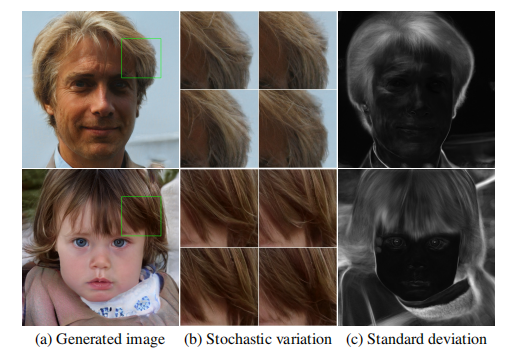 (a) Generated image (b) Stochastic variation (c) Standard deviation